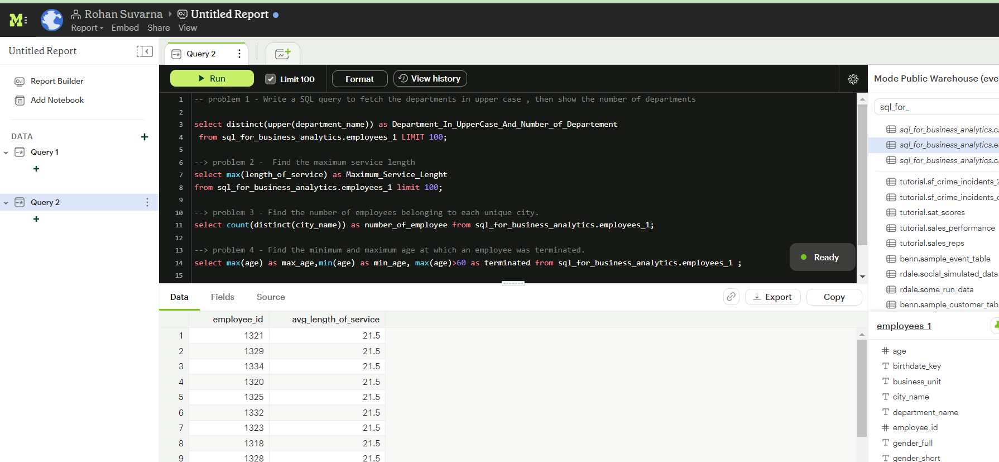 Rohan Suvarna
Untitled Report
Report
Embed
Share
View
Untitled Report
Report Builder
Add Notebook
DATA
Query 1
Query 2
Query 2
Run
Limit 100
Format
View history
1 -- problem 1 - Write a SQL query to fetch the departments in upper case , then show the number of departments
2
3 select distinct(upper(department_name)) as Department_In_UpperCase_And_Number_of_Departement
4 from sql_for_business_analytics.employees_1 LIMIT 100;
5
6 --> problem 2 - Find the maximum service length
7 select max(length_of_service) as Maximum_Service_Lenght
8 from sql_for_business_analytics.employees_1 limit 100;
9
10 --> problem 3 - Find the number of employees belonging to each unique city.
11 select count(distinct(city_name)) as number_of_employee from sql_for_business_analytics.employees_1;
12
13 --> problem 4 - Find the minimum and maximum age at which an employee was terminated.
14 select max(age) as max_age,min(age) as min_age, max(age)>60 as terminated from sql_for_business_analytics.employees_1 ;
15
Ready
Data
Fields
Source
Export
Copy
employee_id avg_length_of_service
1 1321 21.5
2 1329 21.5
3 1334 21.5
4 1320 21.5
5 1325 21.5
6 1332 21.5
7 1323 21.5
8 1318 21.5
9 1328 21.5
Mode Public Warehouse (eve
sql_for_
sql_for_business_analytics.c
sql_for_business_analytics.e
sql_for_business_analytics.c
tutorial.sf_crime_incidents_2
tutorial.sf_crime_incidents_c
tutorial.sat_scores
tutorial.sales_performance
tutorial.sales_reps
benn.sample_event_table
rdale.social_simulated_data
rdale.some_run_data
benn.sample_customer_tab
employees_1
age
birthdate_key
business_unit
city_name
department_name
employee_id
gender_full
gender_short